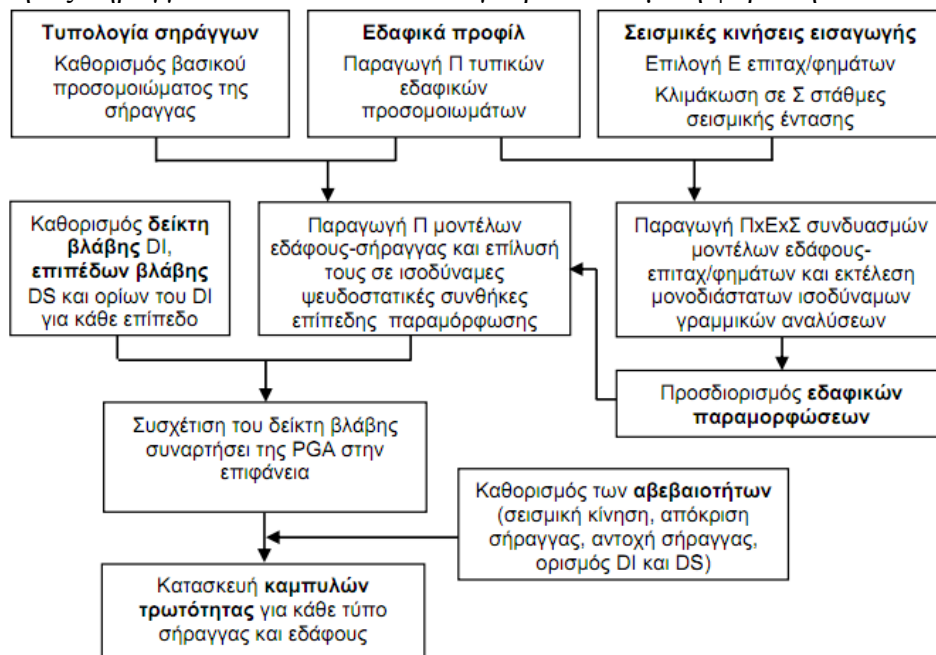 Τυπολογία σηράγγων
Καθορισμός βασικού
προσομοιώματος της
σήραγγας
Εδαφικά προφίλ
Παραγωγή Π τυπικών
εδαφικών
προσομοιωμάτων
Σεισμικές κινήσεις εισαγωγής
Επιλογή Ε επιταχ/φημάτων
Κλιμάκωση σε Σ στάθμες
σεισμικής έντασης
Καθορισμός δείκτη
βλάβης DI,
επιπέδων βλάβης
DS και ορίων του DI
για κάθε επίπεδο
Παραγωγή Π μοντέλων
εδάφους-σήραγγας και επίλυσή
τους σε ισοδύναμες
ψευδοστατικές συνθήκες
επίπεδης παραμόρφωσης
Παραγωγή ΠxΕxΣ συνδυασμών
μοντέλων εδάφους-
επιταχ/φημάτων και εκτέλεση
μονοδιάστατων ισοδύναμων
γραμμικών αναλύσεων
Προσδιορισμός εδαφικών
παραμορφώσεων
Συσχέτιση του δείκτη βλάβης
συναρτήσει της PGA στην
επιφάνεια
Καθορισμός των αβεβαιοτήτων
(σεισμική κίνηση, απόκριση
σήραγγας, αντοχή σήραγγας,
ορισμός DI και DS)
Κατασκευή καμπυλών
τρωτότητας για κάθε τύπο
σήραγγας και εδάφους